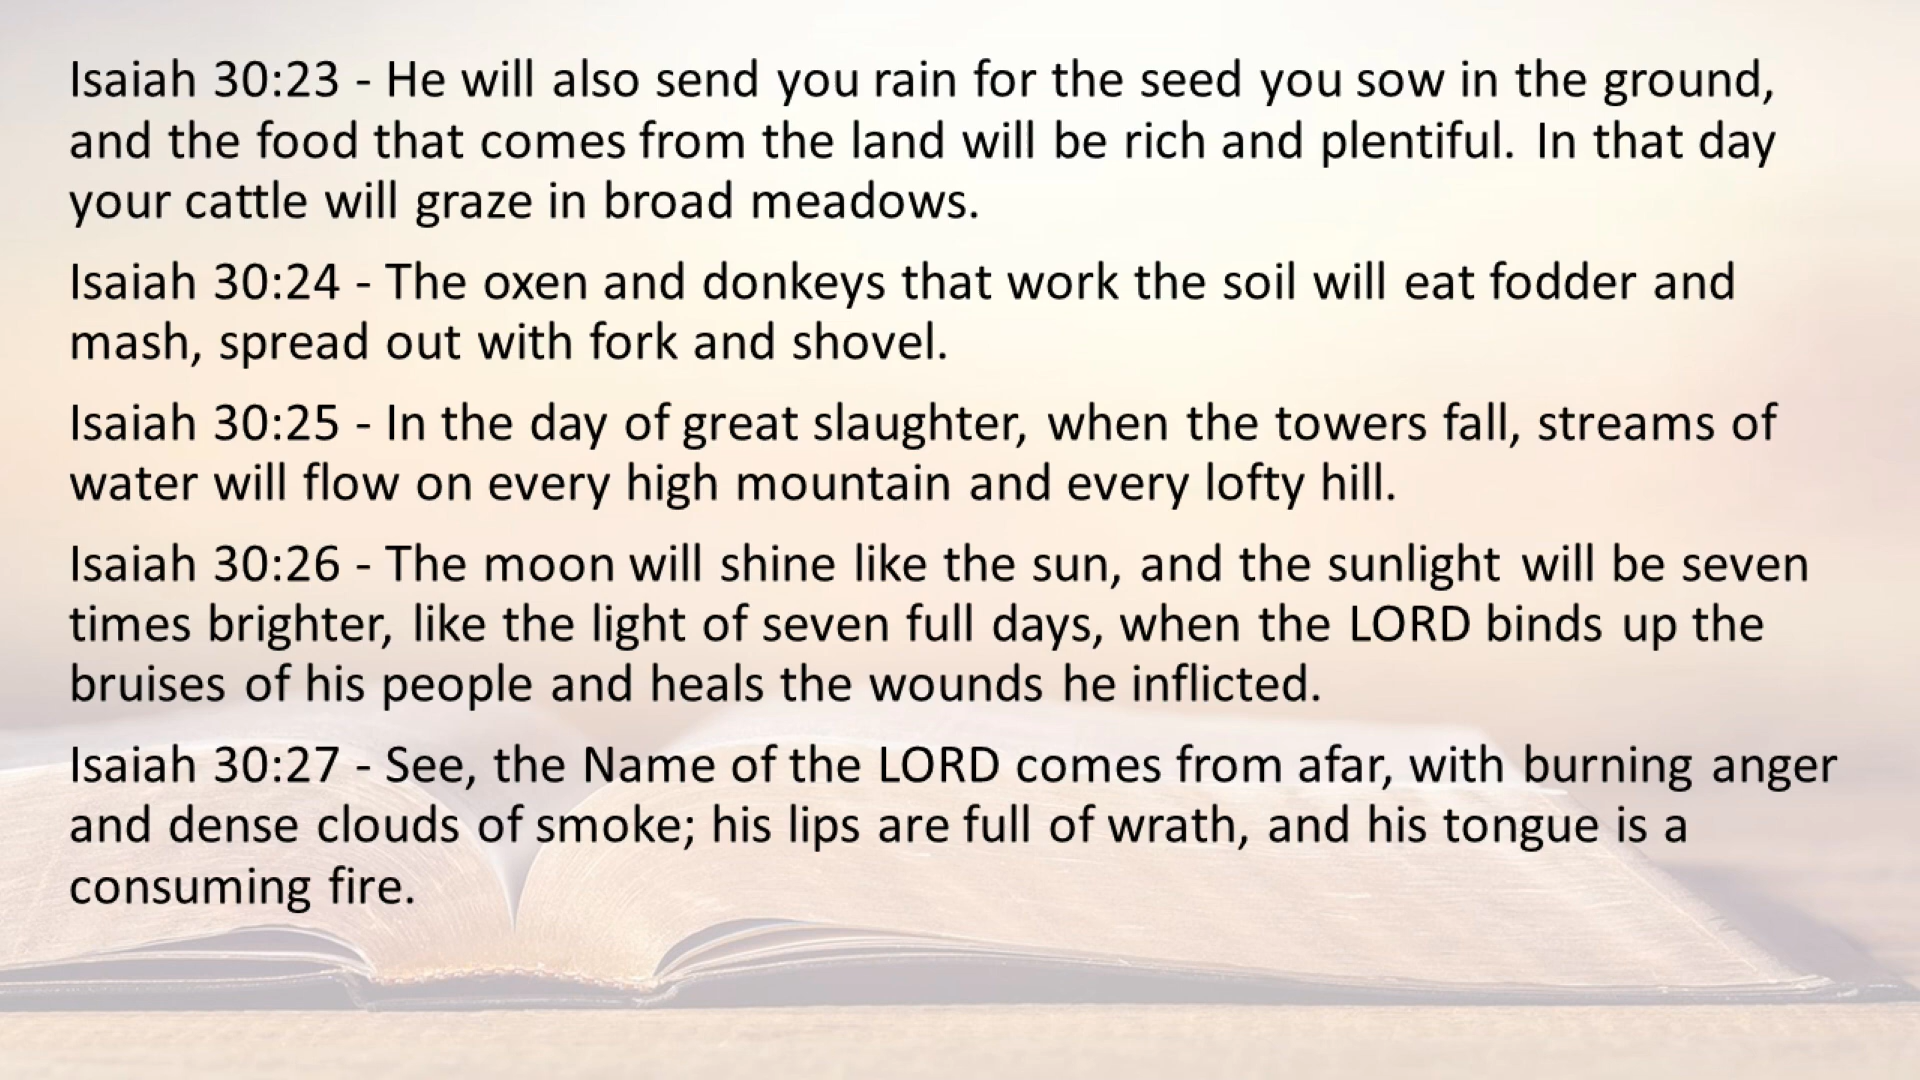 Isaiah 30:23 - He will also send you rain for the seed you sow in the ground,
and the food that comes from the land will be rich and plentiful. In that day
your cattle will graze in broad meadows.
Isaiah 30:24 - The oxen and donkeys that work the soil will eat fodder and
mash, spread out with fork and shovel.
Isaiah 30:25 - In the day of great slaughter, when the towers fall, streams of
water will flow on every high mountain and every lofty hill.
Isaiah 30:26 - The moon will shine like the sun, and the sunlight will be seven
times brighter, like the light of seven full days, when the LORD binds up the
bruises of his people and heals the wounds he inflicted.
Isaiah 30:27 - See, the Name of the LORD comes from afar, with burning anger
and dense clouds of smoke; his lips are full of wrath, and his tongue is a
consuming fire.